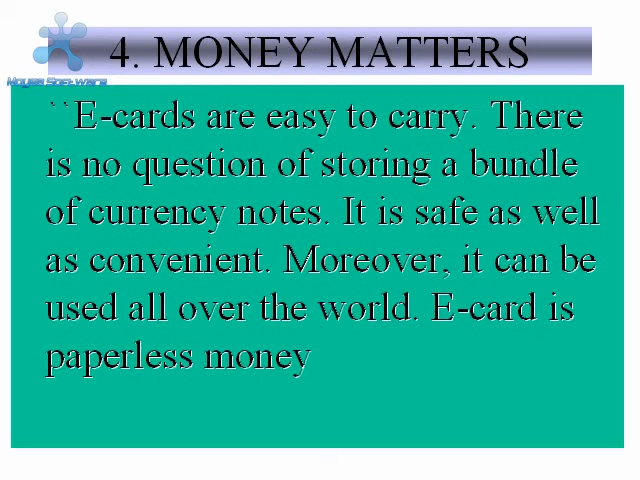 4. MONEY MATTERS
Moyea Software
``E-cards are easy to carry. There
is no question of storing a bundle
of currency notes. It is safe as well
as convenient. Moreover, it can be
used all over the world. E-card is
paperless money